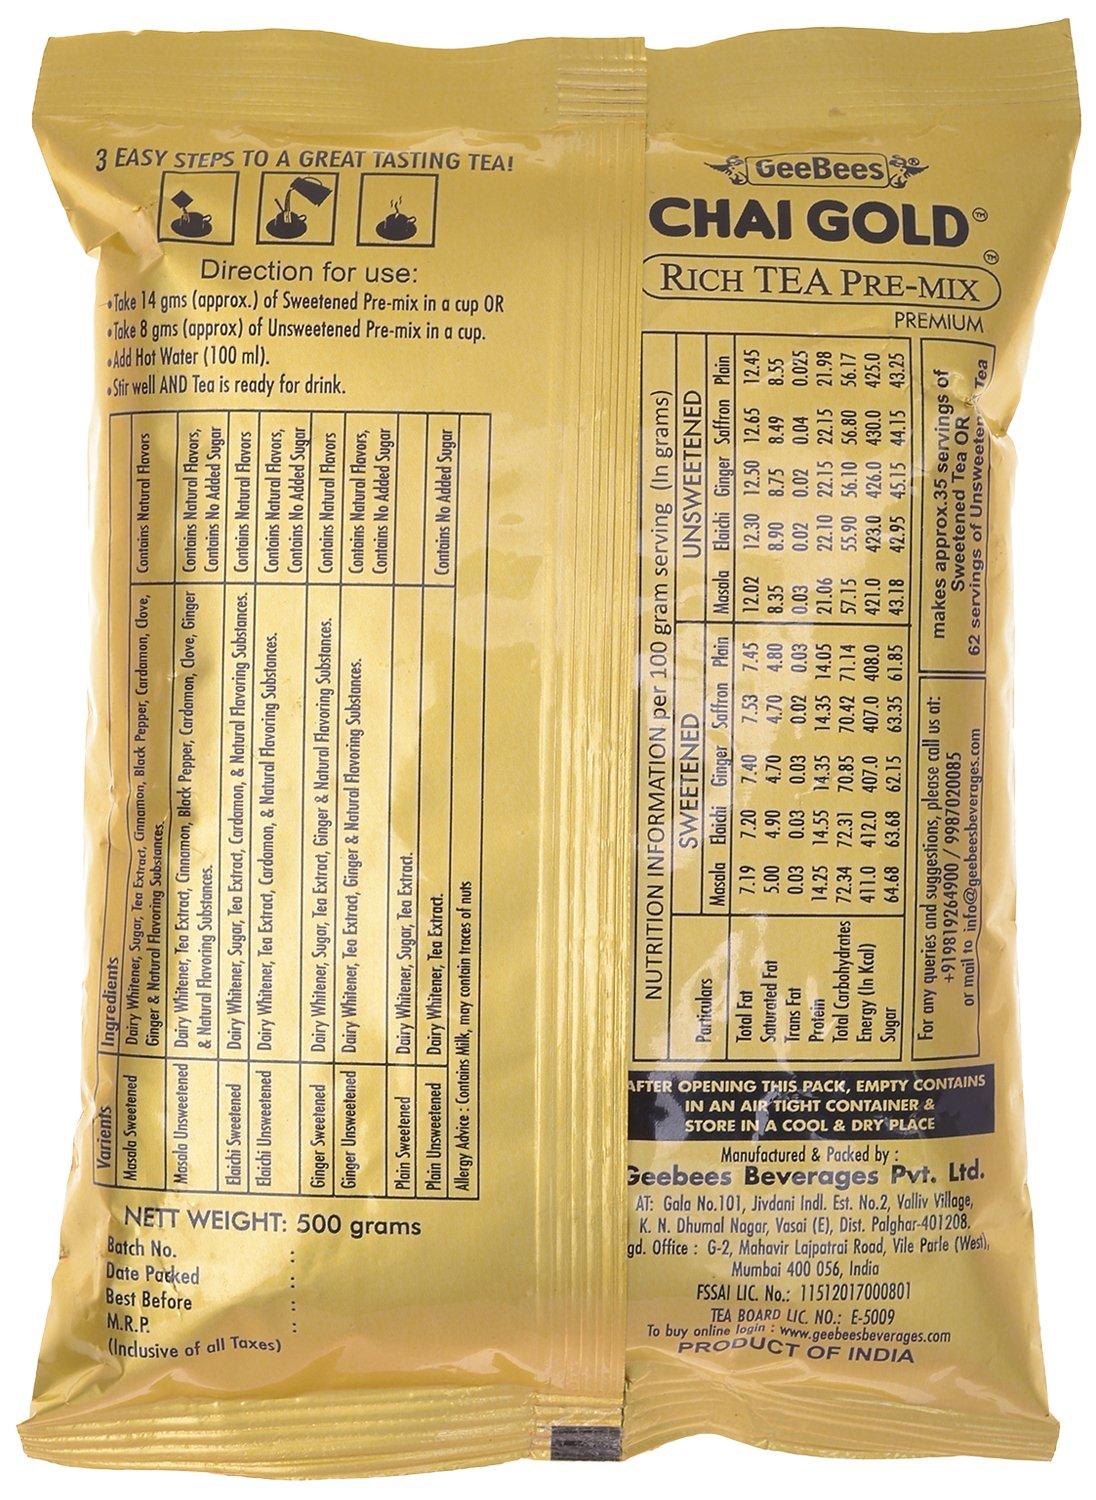 3 EASY STEPS TO A GREAT TASTING TEA!
Direction for use:
• Take 14 gms (approx.) of Sweetened Pre-mix in a cup OR
• Take 8 gms (approx) of Unsweetened Pre-mix in a cup.
• Add Hot Water (100 ml).
• Stir well AND Tea is ready for drink.
Varients Ingredients
Masala Sweetened Dairy Whitener, Sugar, Tea Extract, Cinnamon, Black Pepper, Cardamon, Clove, Contains Natural Flavors
Ginger & Natural Flavoring Substances.
Masala Unsweetened Dairy Whitener, Tea Extract, Cinnamon, Black Pepper, Cardamon, Clove, Ginger Contains Natural Flavors,
& Natural Flavoring Substances. Contains No Added Sugar
Elaichi Sweetened Dairy Whitener, Sugar, Tea Extract, Cardamon, & Natural Flavoring Substances. Contains Natural Flavors
Elaichi Unsweetened Dairy Whitener, Tea Extract, Cardamon, & Natural Flavoring Substances. Contains Natural Flavors,
Contains No Added Sugar
Ginger Sweetened Dairy Whitener, Sugar, Tea Extract, Ginger & Natural Flavoring Substances. Contains Natural Flavors
Ginger Unsweetened Dairy Whitener, Tea Extract, Ginger & Natural Flavoring Substances. Contains Natural Flavors,
Contains No Added Sugar
Plain Sweetened Dairy Whitener, Sugar, Tea Extract.
Plain Unsweetened Dairy Whitener, Tea Extract. Contains No Added Sugar
Allergy Advice : Contains Milk, may contain traces of nuts
NETT WEIGHT: 500 grams
Batch No. :
Date Packed :
Best Before :
M.R.P. :
(Inclusive of all Taxes)
GeeBees®
CHAI GOLD™
RICH TEA PRE-MIX™
PREMIUM
NUTRITION INFORMATION per 100 gram serving (In grams)
SWEETENED UNSWEETENED
Particulars Masala Elaichi Ginger Saffron Plain Masala Elaichi Ginger Saffron Plain
Total Fat 7.19 7.20 7.40 7.53 7.45 12.02 12.30 12.50 12.65 12.45
Saturated Fat 5.00 4.90 4.70 4.70 4.80 8.35 8.90 8.75 8.49 8.55
Trans Fat 0.03 0.03 0.03 0.02 0.03 0.03 0.02 0.02 0.04 0.025
Protein 14.25 14.55 14.35 14.35 14.05 21.06 22.10 22.15 22.15 21.98
Total Carbohydrates 72.34 72.31 70.85 70.42 71.14 57.15 55.90 56.10 56.80 56.17
Energy (In Kcal) 411.0 412.0 407.0 407.0 408.0 421.0 423.0 426.0 430.0 425.0
Sugar 64.68 63.68 62.15 63.35 61.85 43.18 42.95 45.15 44.15 43.25
For any queries and suggestions, please call us at:
+919819264900 / 9987020085
or mail to info@geebeesbeverages.com
makes approx.35 servings of
Sweetened Tea OR
62 servings of Unsweetened Tea
AFTER OPENING THIS PACK, EMPTY CONTAINS
IN AN AIR TIGHT CONTAINER &
STORE IN A COOL & DRY PLACE
Manufactured & Packed by :
Geebees Beverages Pvt. Ltd.
AT: Gala No.101, Jivdani Indl. Est. No.2, Valliv Village,
K. N. Dhumal Nagar, Vasai (E), Dist. Palghar-401208.
gd. Office : G-2, Mahavir Lajpatrai Road, Vile Parle (West),
Mumbai 400 056, India
FSSAI LIC. No.: 11512017000801
TEA BOARD LIC. NO.: E-5009
To buy online login : www.geebeesbeverages.com
PRODUCT OF INDIA